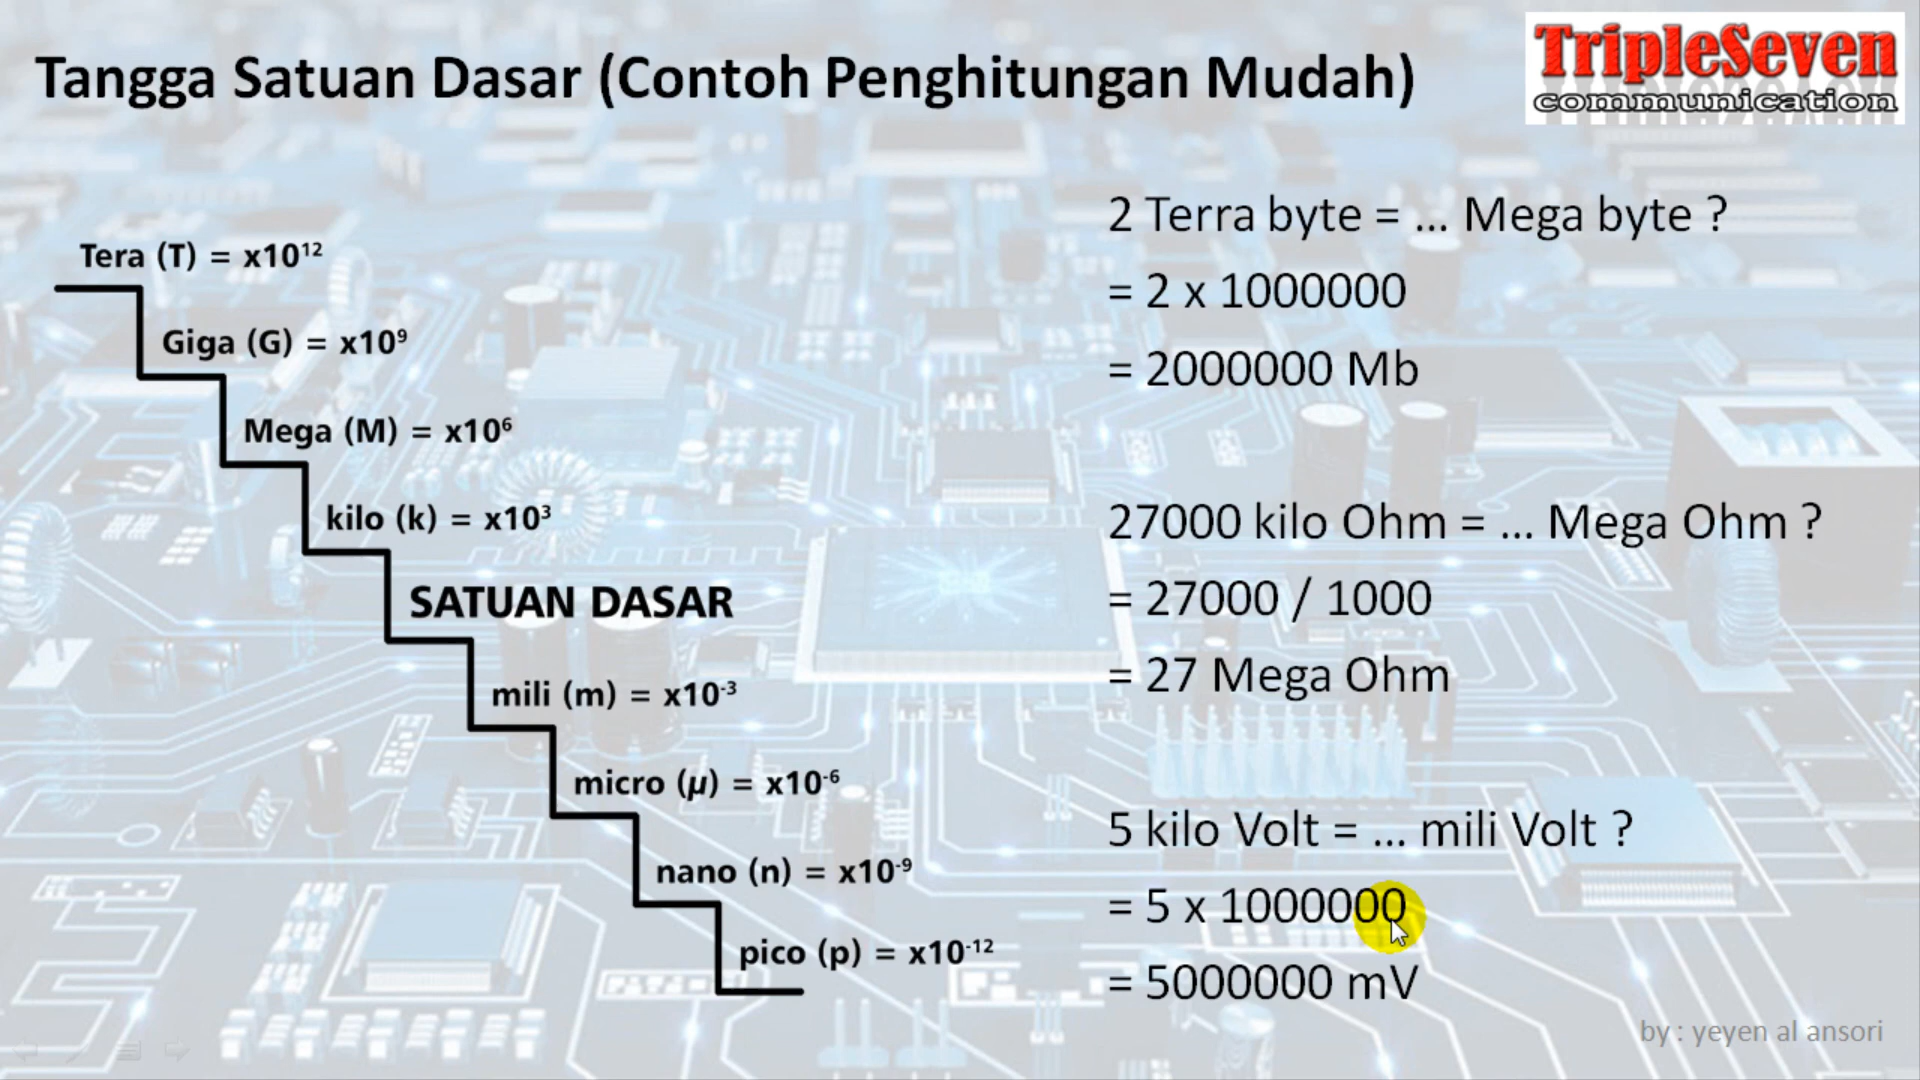 Tangga Satuan Dasar (Contoh Penghitungan Mudah)
TripleSeven
communication
Tera (T) = x10¹²
Giga (G) = x10⁹
Mega (M) = x10⁶
kilo (k) = x10³
SATUAN DASAR
mili (m) = x10⁻³
micro (µ) = x10⁻⁶
nano (n) = x10⁻⁹
pico (p) = x10⁻¹²
2 Terra byte = ... Mega byte ?
= 2 x 1000000
= 2000000 Mb
27000 kilo Ohm = ... Mega Ohm ?
= 27000 / 1000
= 27 Mega Ohm
5 kilo Volt = ... mili Volt ?
= 5 x 1000000
= 5000000 mV
by : yeyen al ansori